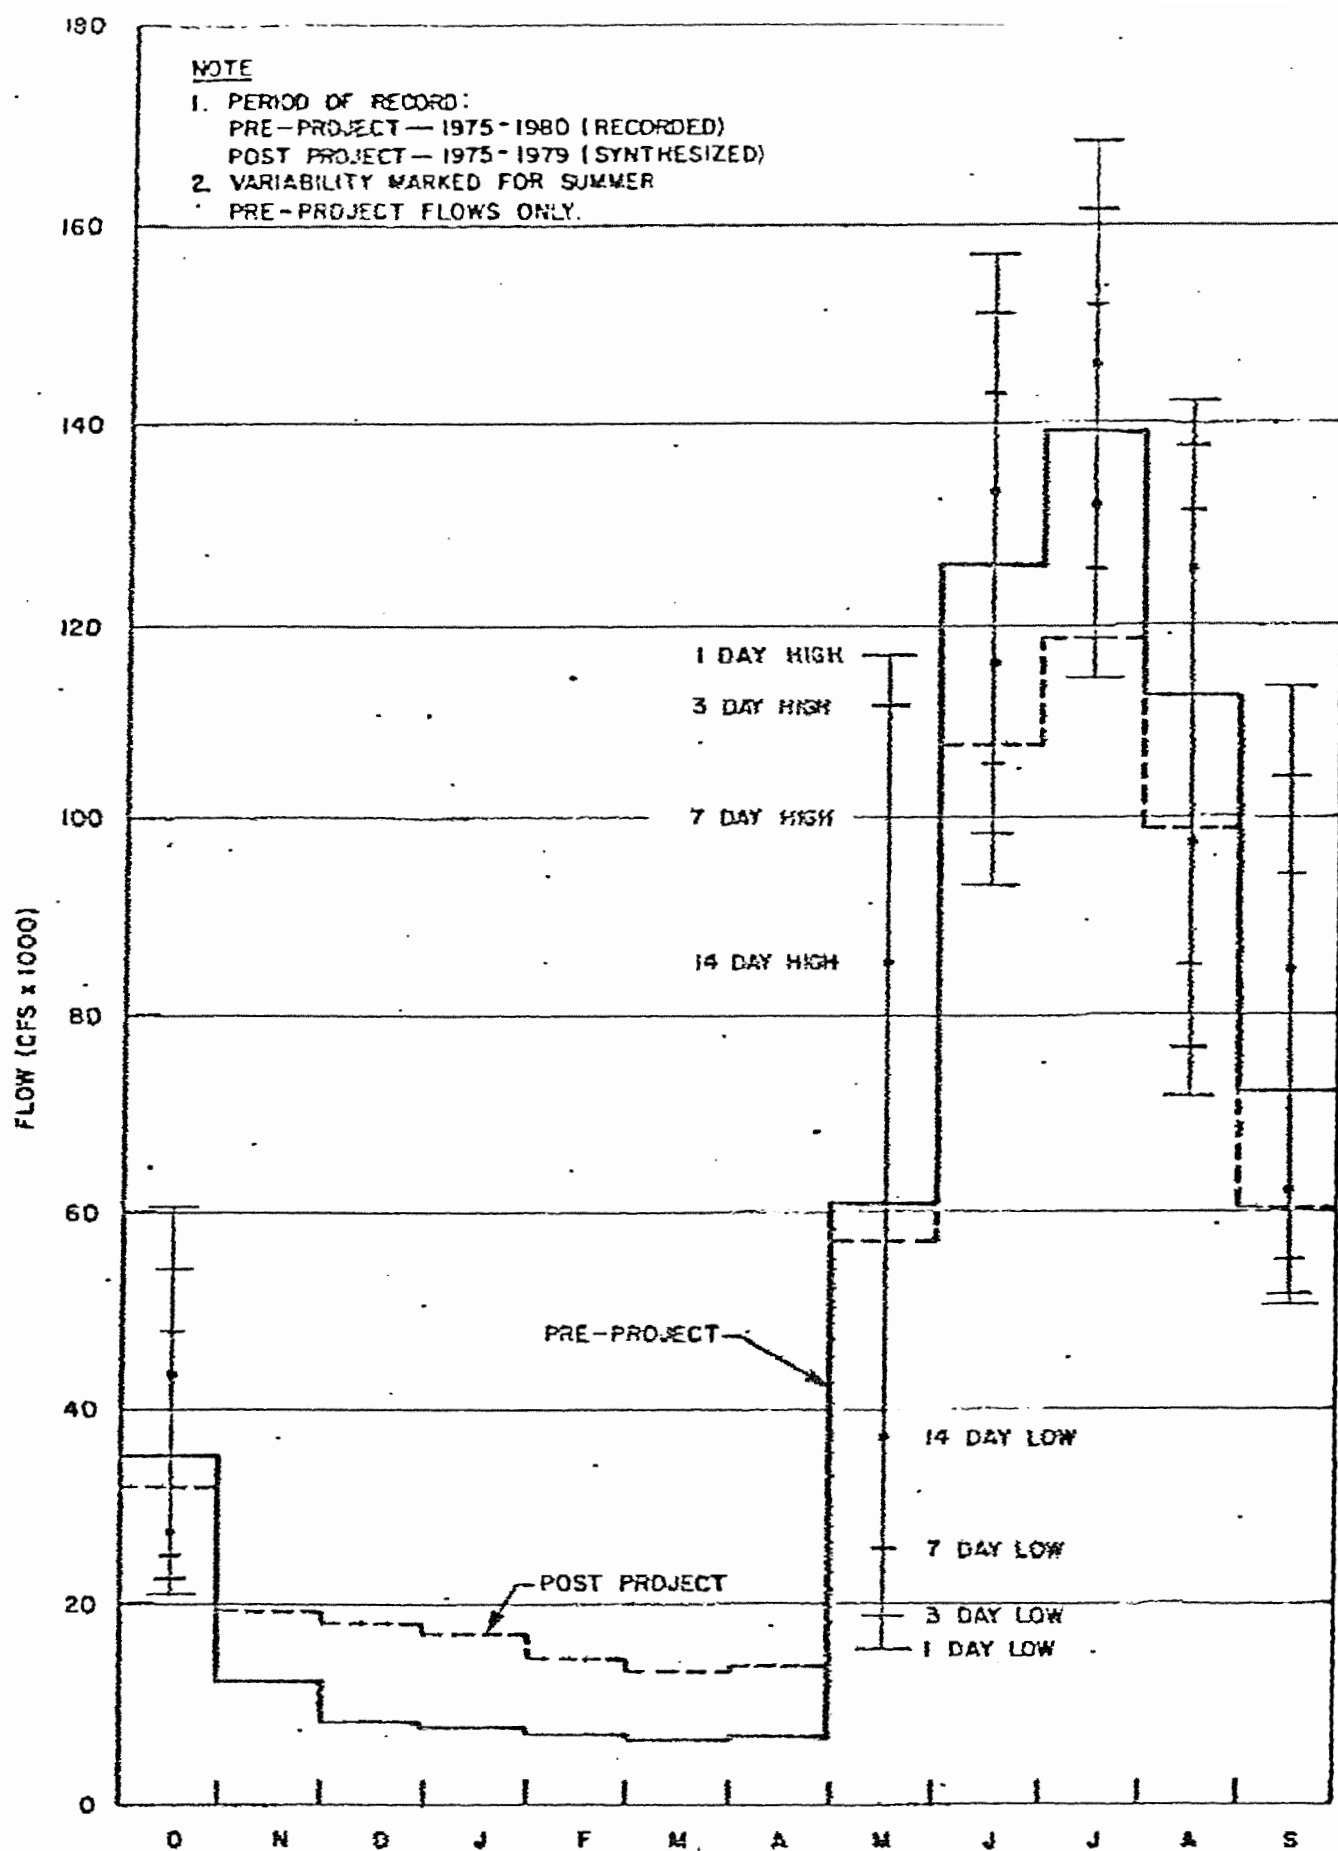 180
NOTE
1. PERIOD OF RECORD:
PRE-PROJECT — 1975-1980 (RECORDED)
POST PROJECT — 1975-1979 (SYNTHESIZED)
2. VARIABILITY MARKED FOR SUMMER
PRE-PROJECT FLOWS ONLY.
160
140
120
1 DAY HIGH
3 DAY HIGH
100
7 DAY HIGH
14 DAY HIGH
FLOW (CFS x 1000)
80
60
PRE-PROJECT
40
14 DAY LOW
7 DAY LOW
POST PROJECT
20
3 DAY LOW
1 DAY LOW
0
O N D J F M A M J J A S